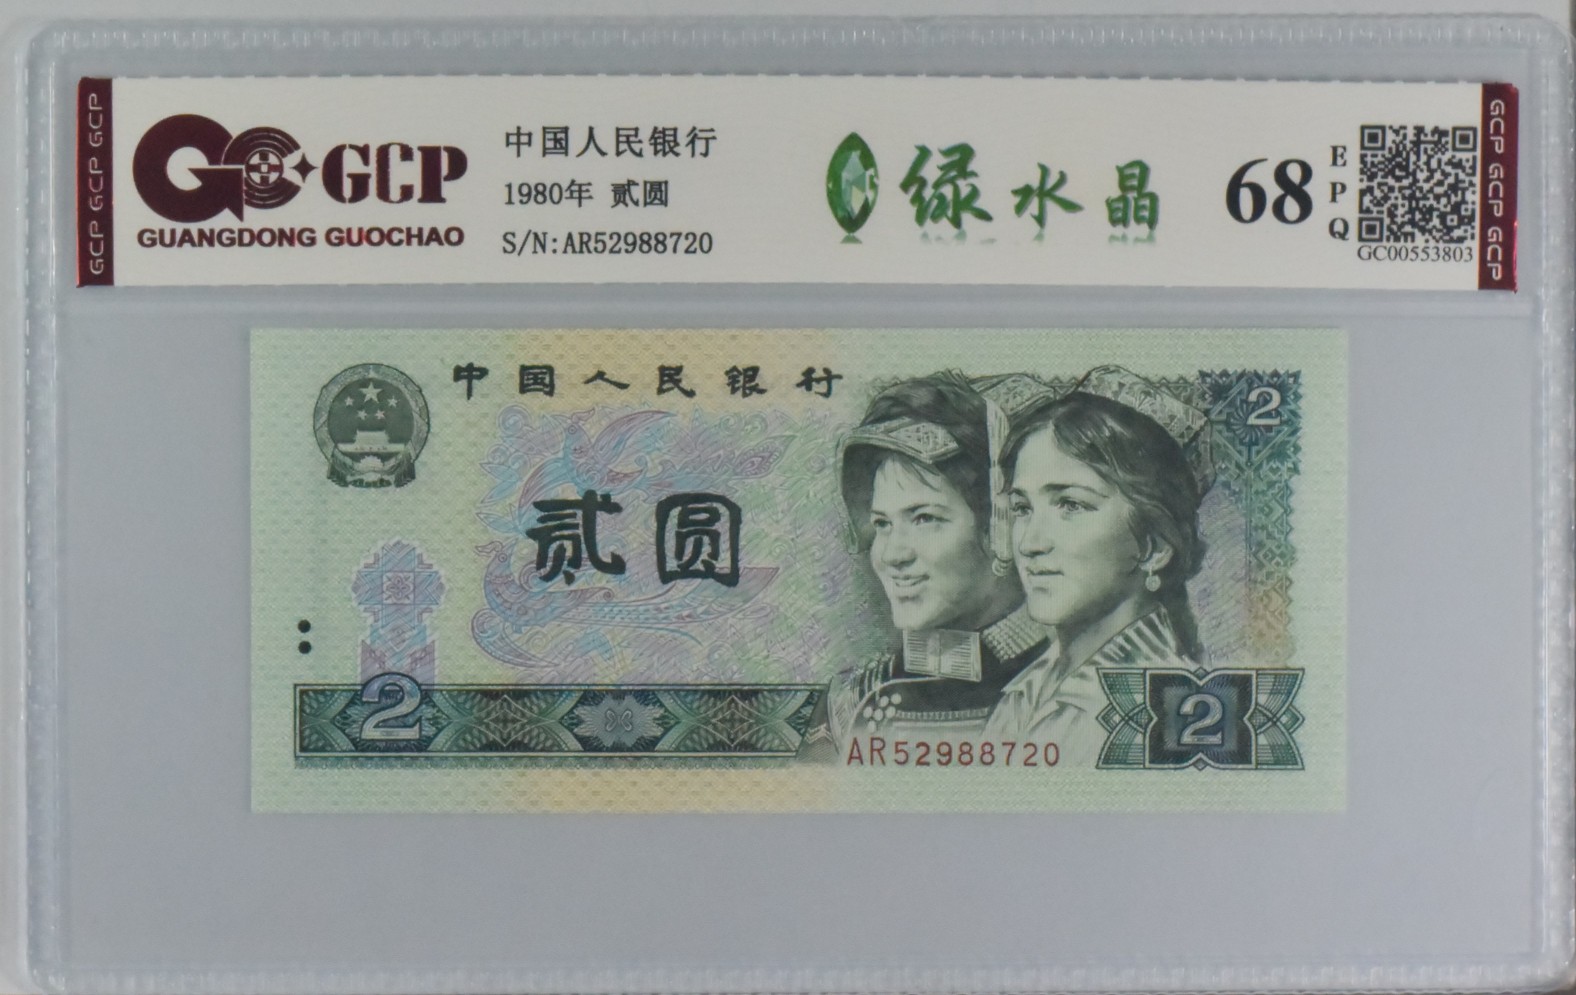 GCP GCP GCP
GCP
GUANGDONG GUOCHAO
中国人民银行
1980年 贰圆
S/N:AR52988720
绿水晶
68
EPQ
GC00553803
GCP GCP GCP
中国人民银行
2
贰圆
2
AR52988720
2